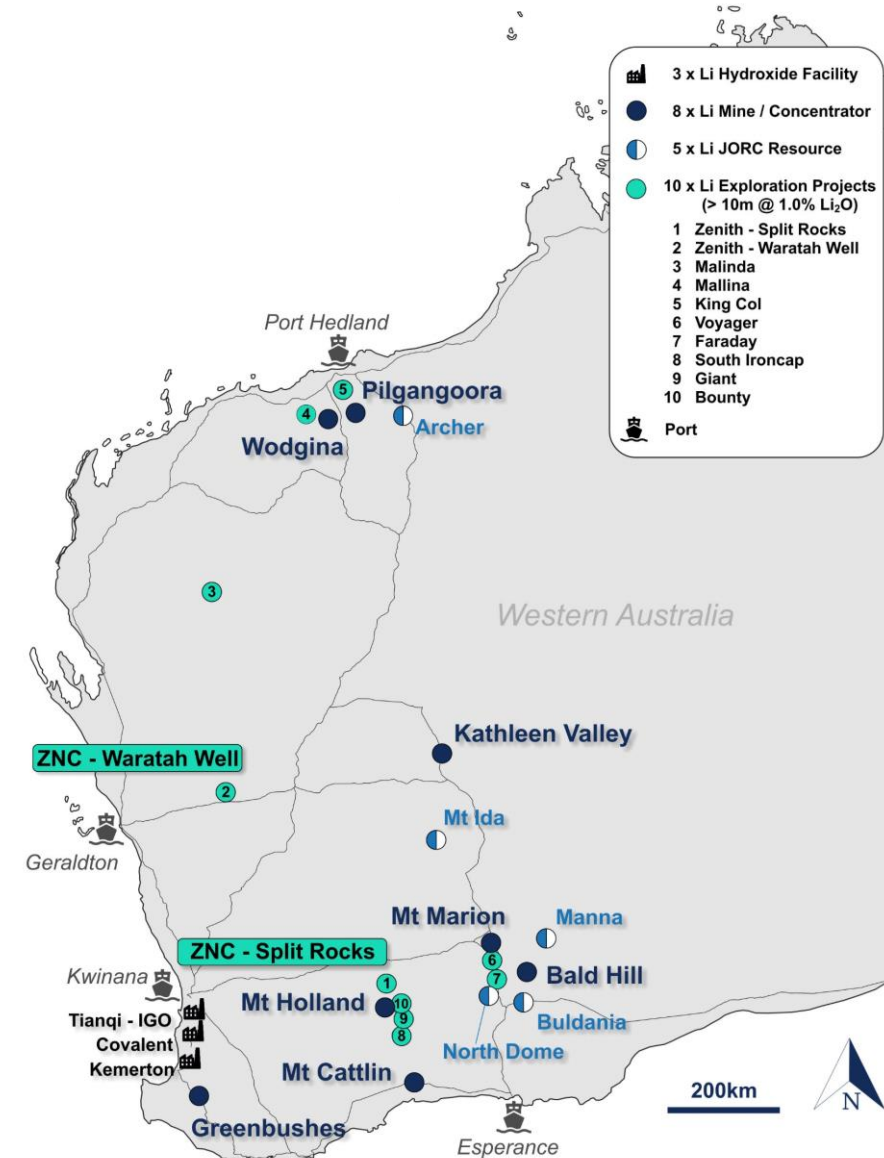 3 x Li Hydroxide Facility
8 x Li Mine / Concentrator
5 x Li JORC Resource
10 x Li Exploration Projects
(> 10m @ 1.0% Li₂O)
1 Zenith - Split Rocks
2 Zenith - Waratah Well
3 Malinda
4 Mallina
5 King Col
6 Voyager
7 Faraday
8 South Ironcap
9 Giant
10 Bounty
Port
Port Hedland
5
Pilgangoora
4
Wodgina
Archer
3
Western Australia
Kathleen Valley
ZNC - Waratah Well
2
Mt Ida
Geraldton
Mt Marion
Manna
ZNC - Split Rocks
6
Bald Hill
Kwinana
1
7
Mt Holland
10
Tianqi - IGO
9
Buldania
Covalent
8
North Dome
Kemerton
Mt Cattlin
200km
N
Greenbushes
Esperance